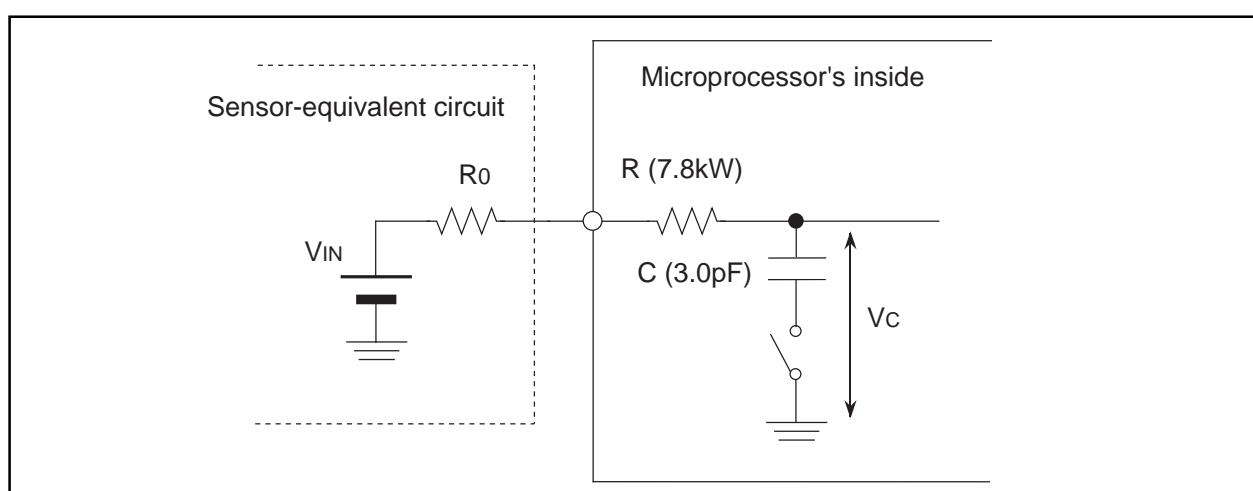 Microprocessor's inside
Sensor-equivalent circuit
R0
R (7.8kW)
VIN
C (3.0pF)
VC